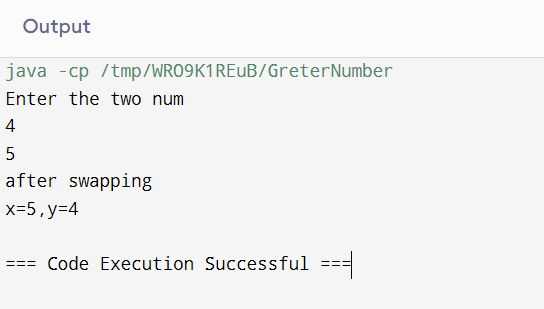 Output
java -cp /tmp/WRO9K1REuB/GreterNumber
Enter the two num
4
5
after swapping
x=5,y=4
=== Code Execution Successful ===